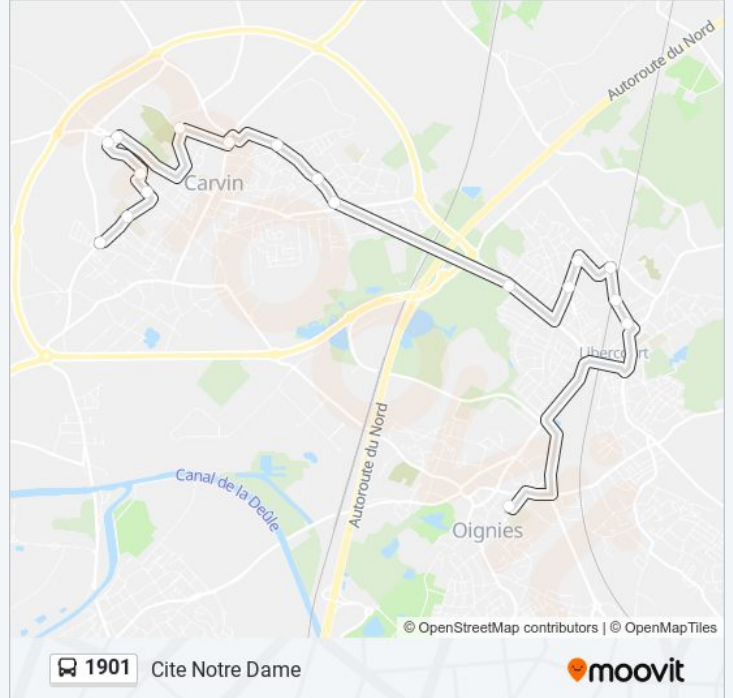 Autoroute du Nord
Carvin
Libercourt
Autoroute du Nord
Canal de la Deûle
Oignies
© OpenStreetMap contributors | © OpenMapTiles
1901 Cite Notre Dame
moovit